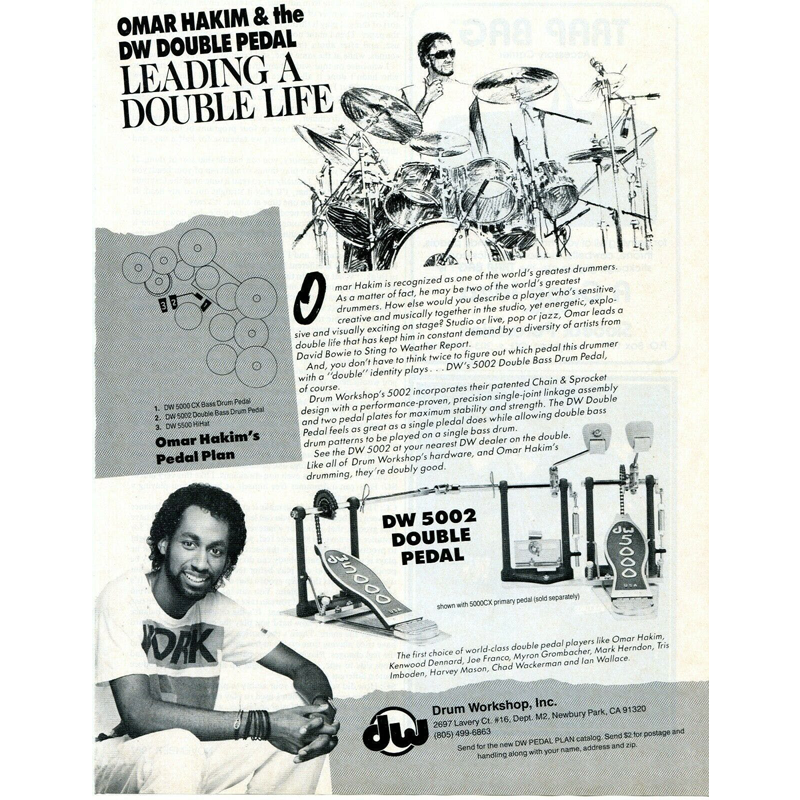 OMAR HAKIM & the
DW DOUBLE PEDAL
LEADING A
DOUBLE LIFE
Omar Hakim is recognized as one of the world's greatest drummers.
As a matter of fact, he may be two of the world's greatest
drummers. How else would you describe a player who's sensitive,
creative and musically together in the studio, yet energetic, explo-
sive and visually exciting on stage? Studio or live, pop or jazz, Omar leads a
double life that has kept him in constant demand by a diversity of artists from
David Bowie to Sting to Weather Report.
And, you don't have to think twice to figure out which pedal this drummer
with a "double" identity plays . . . DW's 5002 Double Bass Drum Pedal,
of course.
Drum Workshop's 5002 incorporates their patented Chain & Sprocket
design with a performance-proven, precision single-joint linkage assembly
and two pedal plates for maximum stability and strength. The DW Double
Pedal feels as great as a single pledal does while allowing double bass
drum patterns to be played on a single bass drum.
See the DW 5002 at your nearest DW dealer on the double.
Like all of Drum Workshop's hardware, and Omar Hakim's
drumming, they're doubly good.
3
2
1
1. DW 5000 CX Bass Drum Pedal
2. DW 5002 Double Bass Drum Pedal
3. DW 5500 HiHat
Omar Hakim's
Pedal Plan
DW 5002
DOUBLE
PEDAL
dw 5000
dw 5000
USA
shown with 5000CX primary pedal (sold separately)
WORK
The first choice of world-class double pedal players like Omar Hakim,
Kenwood Dennard, Joe Franco, Myron Grombacher, Mark Herndon, Tris
Imboden, Harvey Mason, Chad Wackerman and Ian Wallace.
dw
Drum Workshop, Inc.
2697 Lavery Ct. #16, Dept. M2, Newbury Park, CA 91320
(805) 499-6863
Send for the new DW PEDAL PLAN catalog. Send $2 for postage and
handling along with your name, address and zip.